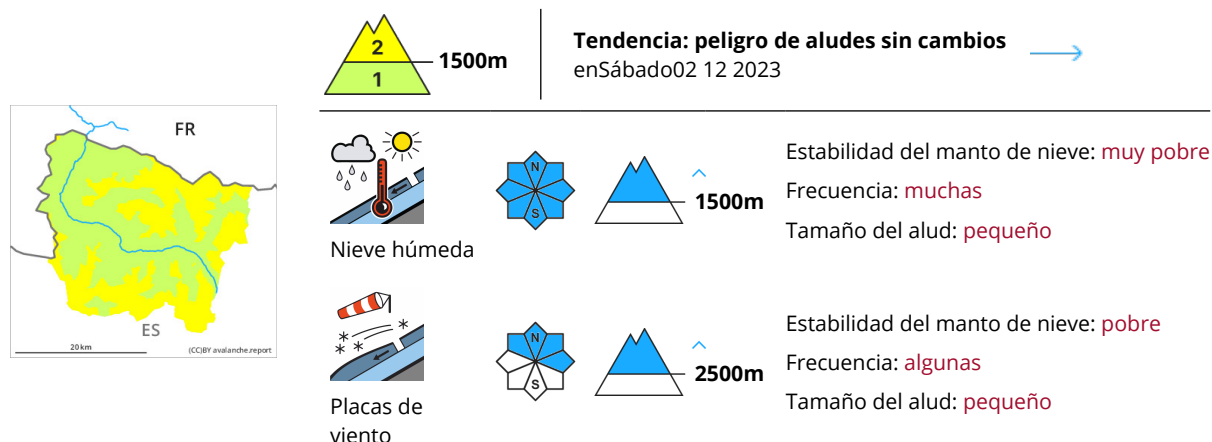 2
1
1500m
Tendencia: peligro de aludes sin cambios
enSábado02 12 2023
FR
ES
20 km
(CC)BY avalanche.report
Nieve húmeda
N
S
1500m
Estabilidad del manto de nieve: muy pobre
Frecuencia: muchas
Tamaño del alud: pequeño
Placas de
viento
N
S
2500m
Estabilidad del manto de nieve: pobre
Frecuencia: algunas
Tamaño del alud: pequeño